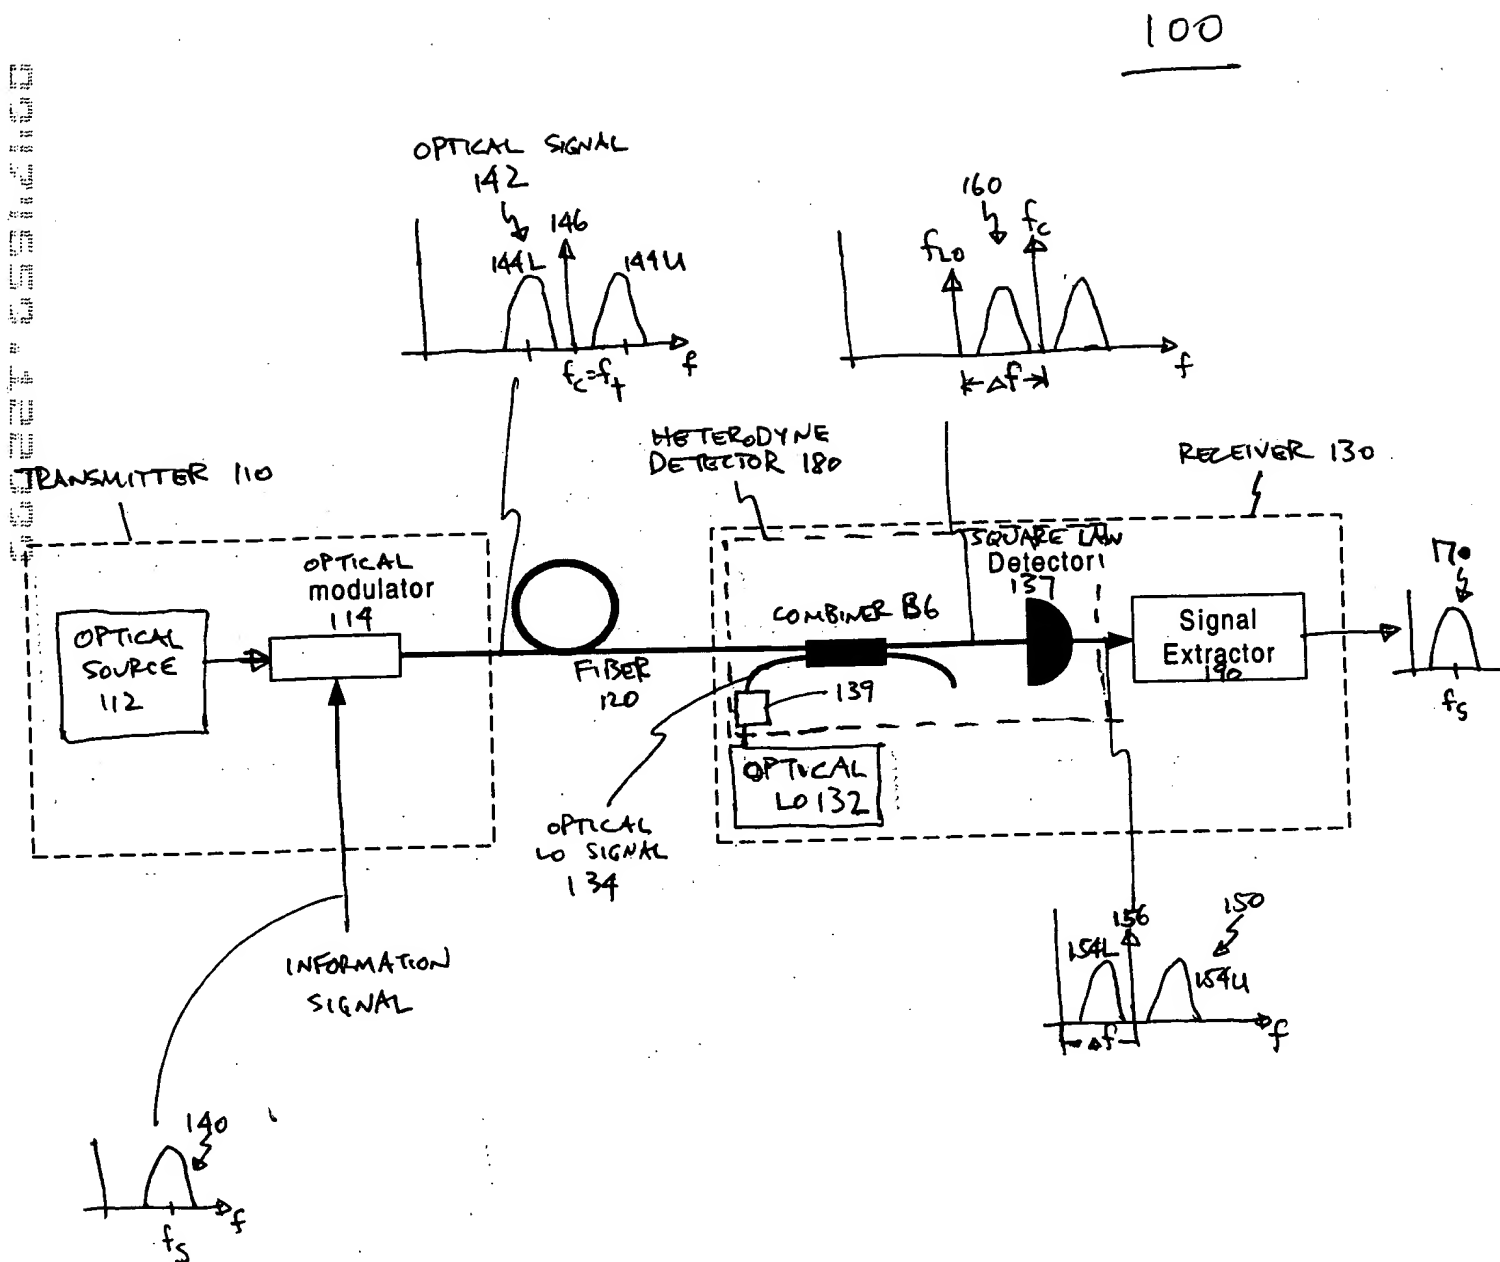 100
OPTICAL SIGNAL
142
146
144L
144U
fc=ft
f
160
fLO
fc
Δf
f
TRANSMITTER 110
HETERODYNE
DETECTOR 180
RECEIVER 130
OPTICAL
modulator
114
OPTICAL
SOURCE
112
FIBER
120
COMBINER 136
SQUARE LAW
Detector
137
Signal
Extractor
190
170
fs
139
OPTICAL
LO 132
OPTICAL
LO SIGNAL
134
INFORMATION
SIGNAL
156
150
154L
154U
Δf
f
140
f
fs